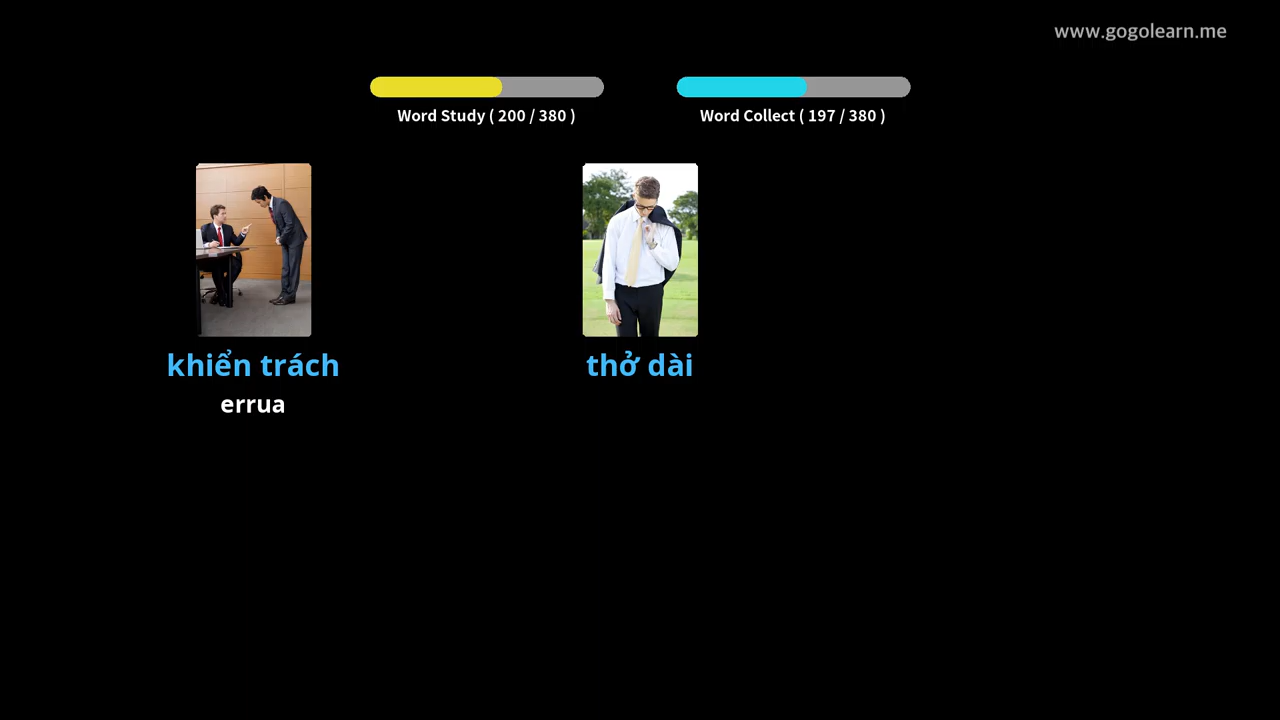 www.gogolearn.me
Word Study ( 200 / 380 )
Word Collect ( 197 / 380 )
khiển trách
thở dài
errua